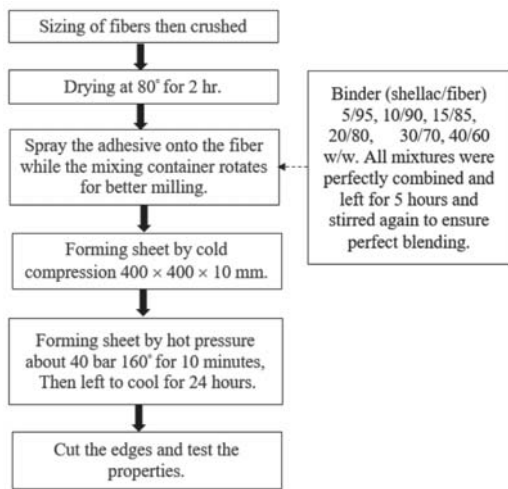 Sizing of fibers then crushed
Drying at 80° for 2 hr.
Spray the adhesive onto the fiber
while the mixing container rotates
for better milling.
Binder (shellac/fiber)
5/95, 10/90, 15/85,
20/80, 30/70, 40/60
w/w. All mixtures were
perfectly combined and
left for 5 hours and
stirred again to ensure
perfect blending.
Forming sheet by cold
compression 400 × 400 × 10 mm.
Forming sheet by hot pressure
about 40 bar 160° for 10 minutes,
Then left to cool for 24 hours.
Cut the edges and test the
properties.